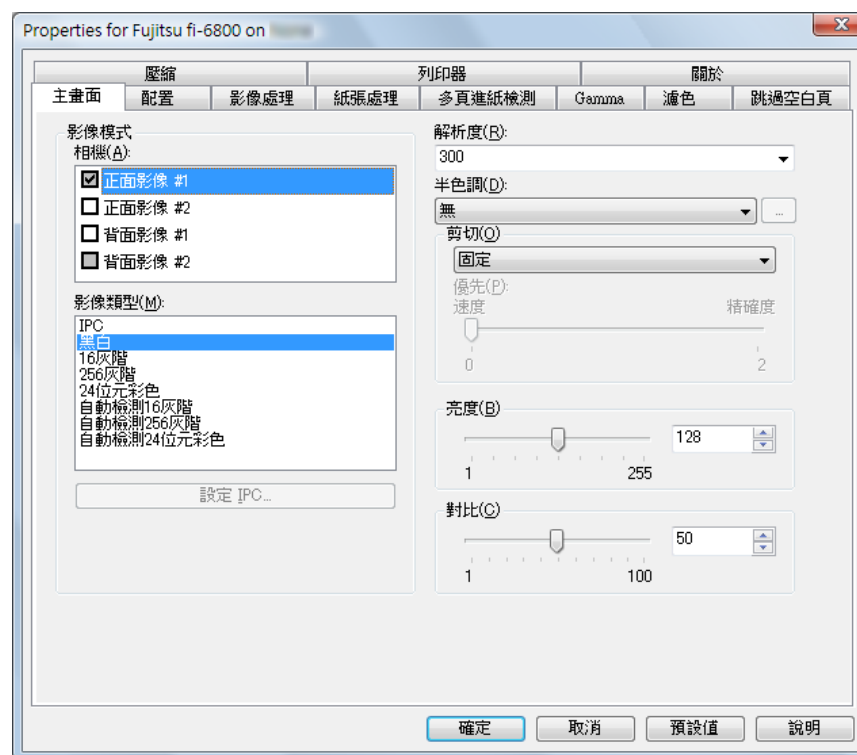 Properties for Fujitsu fi-6800 on
壓縮 列印器 關於
主畫面 配置 影像處理 紙張處理 多頁進紙檢測 Gamma 濾色 跳過空白頁
影像模式
相機(A):
正面影像 #1
正面影像 #2
背面影像 #1
背面影像 #2
影像類型(M):
IPC
黑白
16灰階
256灰階
24位元彩色
自動檢測16灰階
自動檢測256灰階
自動檢測24位元彩色
設定 IPC...
解析度(R):
300
半色調(D):
無
...
剪切(O)
固定
優先(P):
速度 精確度
0 2
亮度(B)
128
1 255
對比(C)
50
1 100
確定 取消 預設值 說明